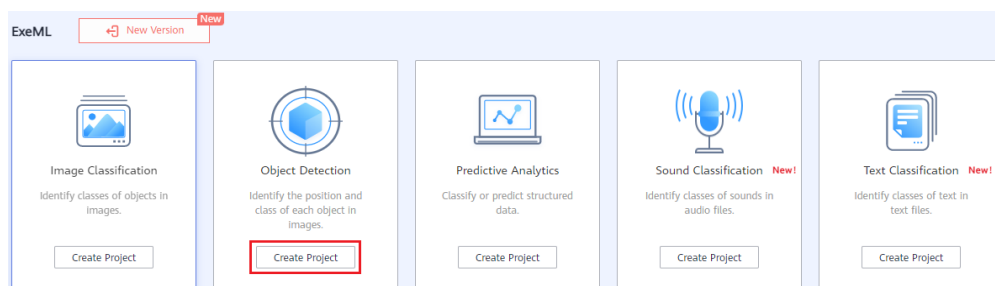 New
ExeML
New Version
Image Classification
Identify classes of objects in
images.
Create Project
Object Detection
Identify the position and
class of each object in
images.
Create Project
Predictive Analytics
Classify or predict structured
data.
Create Project
Sound Classification New!
Identify classes of sounds in
audio files.
Create Project
Text Classification New!
Identify classes of text in
text files.
Create Project